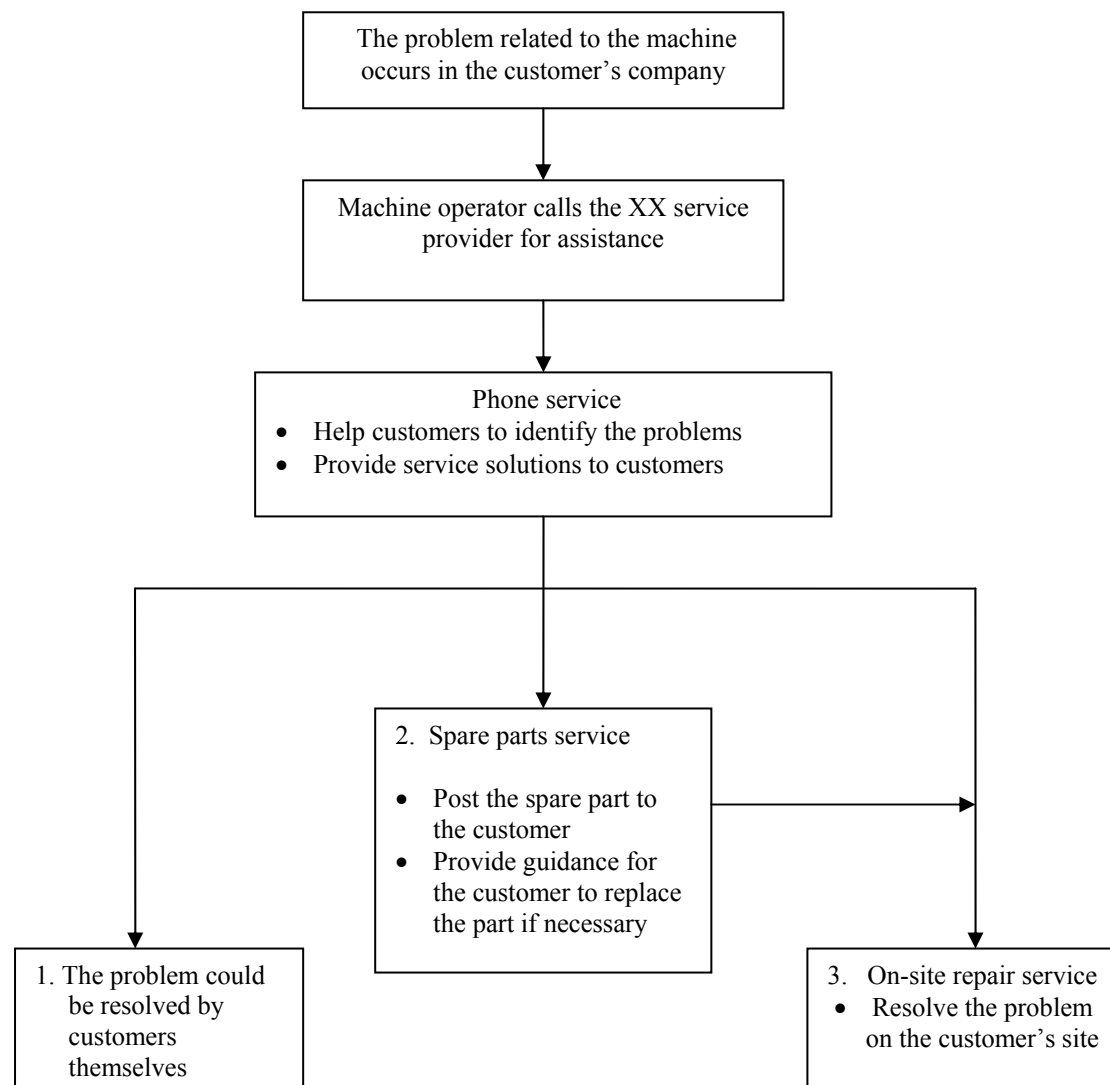 The problem related to the machine
occurs in the customer’s company
Machine operator calls the XX service
provider for assistance
Phone service
• Help customers to identify the problems
• Provide service solutions to customers
2. Spare parts service
• Post the spare part to
the customer
• Provide guidance for
the customer to replace
the part if necessary
1. The problem could
be resolved by
customers
themselves
3. On-site repair service
• Resolve the problem
on the customer’s site